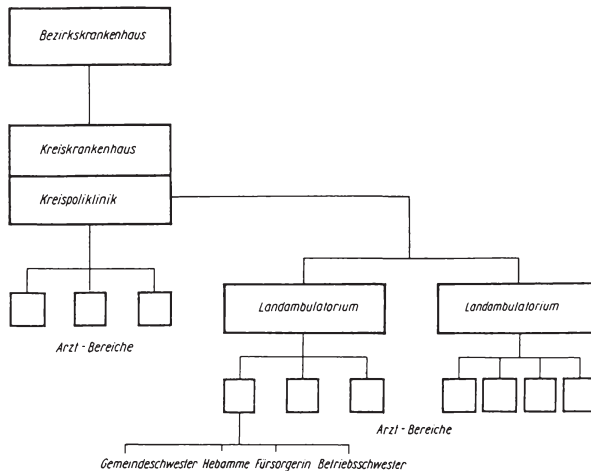 Bezirkskrankenhaus
Kreiskrankenhaus
Kreispoliklinik
Landambulatorium Landambulatorium
Arzt - Bereiche
Arzt - Bereiche
Gemeindeschwester Hebamme Fürsorgerin Betriebsschwester